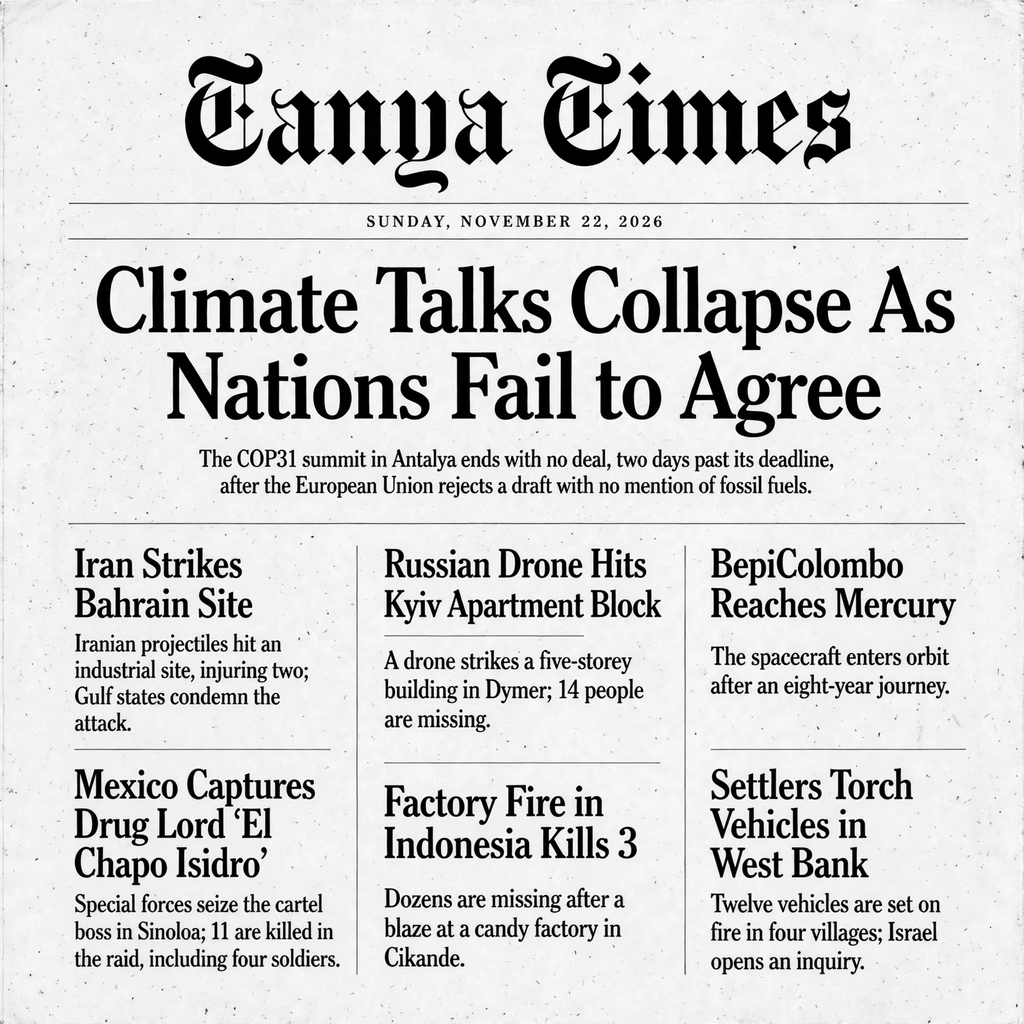 Tanya Times
SUNDAY, NOVEMBER 22, 2026
Climate Talks Collapse As
Nations Fail to Agree
The COP31 summit in Antalya ends with no deal, two days past its deadline,
after the European Union rejects a draft with no mention of fossil fuels.
Iran Strikes
Bahrain Site
Iranian projectiles hit an
industrial site, injuring two;
Gulf states condemn the
attack.
Mexico Captures
Drug Lord ‘El
Chapo Isidro’
Special forces seize the cartel
boss in Sinoloa; 11 are killed in
the raid, including four soldiers.
Russian Drone Hits
Kyiv Apartment Block
A drone strikes a five-storey
building in Dymer; 14 people
are missing.
Factory Fire in
Indonesia Kills 3
Dozens are missing after a
blaze at a candy factory in
Cikande.
BepiColombo
Reaches Mercury
The spacecraft enters orbit
after an eight-year journey.
Settlers Torch
Vehicles in
West Bank
Twelve vehicles are set on
fire in four villages; Israel
opens an inquiry.